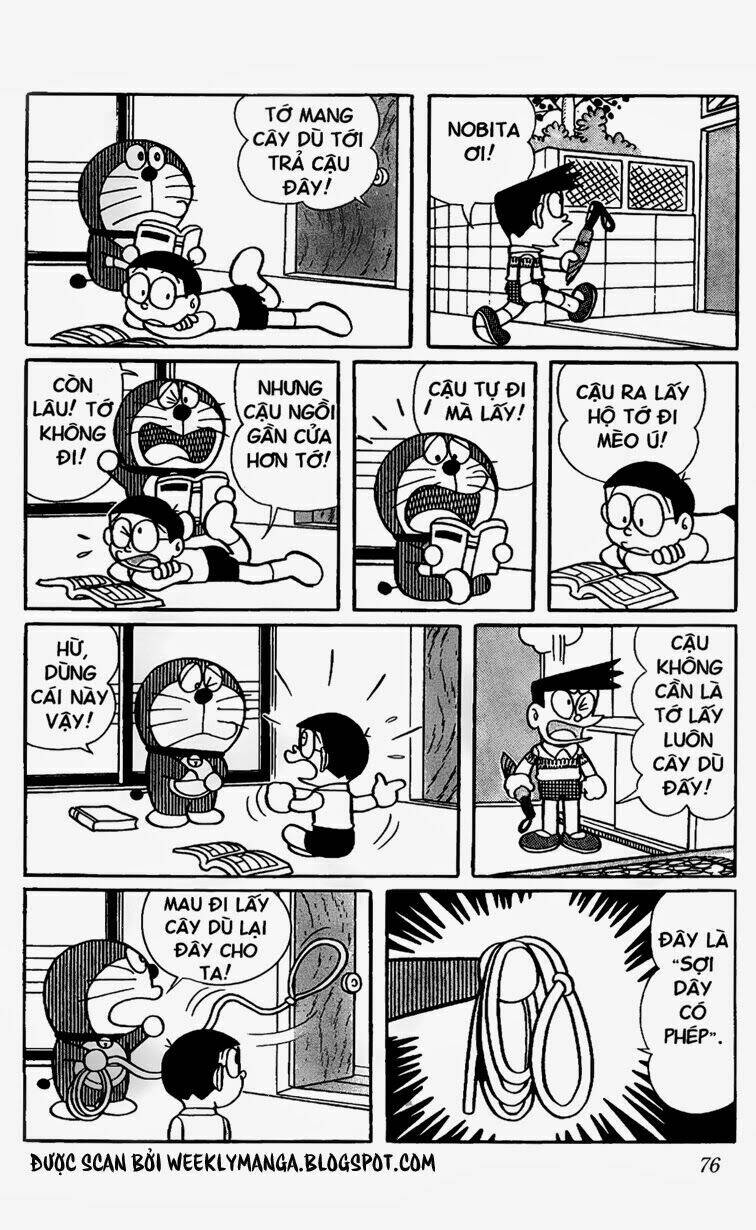 NOBITA
ƠI!
TỚ MANG
CÂY DÙ TỚI
TRẢ CẬU
ĐÂY!
CẬU RA LẤY
HỘ TỚ ĐI
MÈO Ú!
CẬU TỰ ĐI
MÀ LẤY!
NHƯNG
CẬU NGỒI
GẦN CỬA
HƠN TỚ!
CÒN
LÂU! TỚ
KHÔNG
ĐI!
CẬU
KHÔNG
CẦN LÀ
TỚ LẤY
LUÔN
CÂY DÙ
ĐẤY!
HỪ,
DÙNG
CÁI NÀY
VẬY!
ĐÂY LÀ
"SỢI
DÂY
CÓ
PHÉP".
MAU ĐI LẤY
CÂY DÙ LẠI
ĐÂY CHO
TA!
ĐƯỢC SCAN BỞI WEEKLYMANGA.BLOGSPOT.COM
76